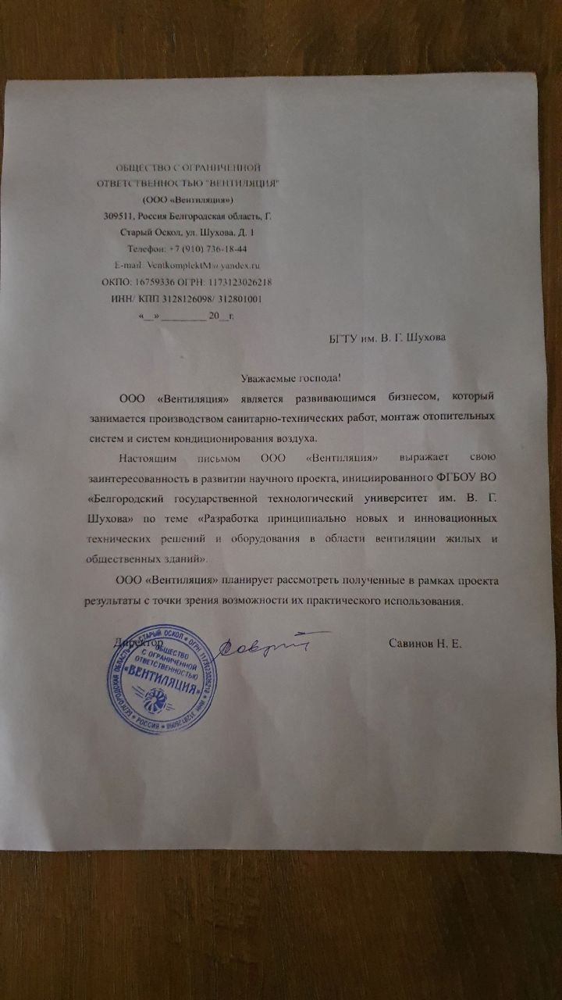 ОБЩЕСТВО С ОГРАНИЧЕННОЙ
ОТВЕТСТВЕННОСТЬЮ "ВЕНТИЛЯЦИЯ"
(ООО «Вентиляция»)
309511, Россия Белгородская область, Г.
Старый Оскол, ул. Шухова, Д. 1
Телефон: +7 (910) 736-18-44
E-mail: VentkomplektM@yandex.ru
ОКПО: 16759336 ОГРН: 1173123026218
ИНН/ КПП 3128126098/ 312801001
«__» _________ 20__г.
БГТУ им. В. Г. Шухова
Уважаемые господа!
ООО «Вентиляция» является развивающимся бизнесом, который
занимается производством санитарно-технических работ, монтаж отопительных
систем и систем кондиционирования воздуха.
Настоящим письмом ООО «Вентиляция» выражает свою
заинтересованность в развитии научного проекта, инициированного ФГБОУ ВО
«Белгородский государственной технологический университет им. В. Г.
Шухова» по теме «Разработка принципиально новых и инновационных
технических решений и оборудования в области вентиляции жилых и
общественных зданий».
ООО «Вентиляция» планирует рассмотреть полученные в рамках проекта
результаты с точки зрения возможности их практического использования.
Директор
Савинов Н. Е.
БЕЛГОРОДСКАЯ ОБЛАСТЬ Г. СТАРЫЙ ОСКОЛ * ОГРН 1173123026218 * ИНН 3128126098 * РОССИЯ *
ОБЩЕСТВО
С ОГРАНИЧЕННОЙ
ОТВЕТСТВЕННОСТЬЮ
«ВЕНТИЛЯЦИЯ»